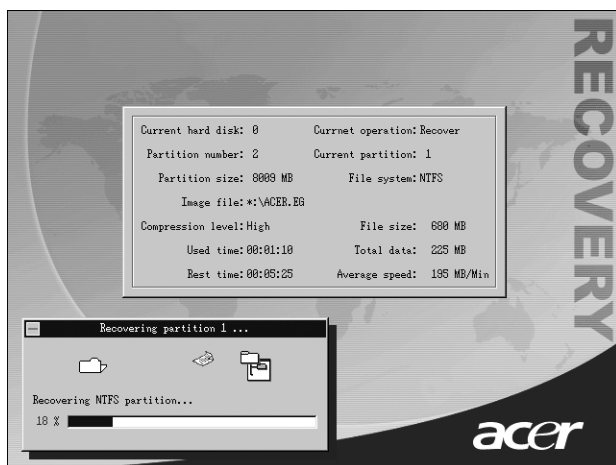 RECOVERY
Current hard disk: 0 Currnet operation: Recover
Partition number: 2 Current partition: 1
Partition size: 8009 MB File system: NTFS
Image file: *:\ACER.EG
Compression level: High File size: 680 MB
Used time: 00:01:10 Total data: 225 MB
Rest time: 00:05:25 Average speed: 195 MB/Min
Recovering partition 1 ...
Recovering NTFS partition...
18 %
acer